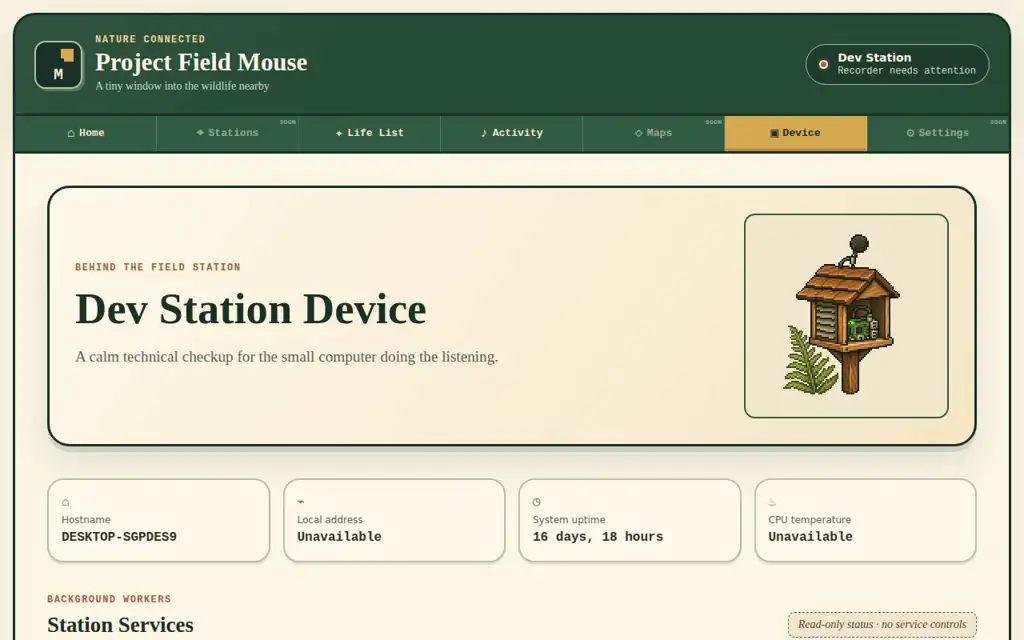 M
NATURE CONNECTED
Project Field Mouse
A tiny window into the wildlife nearby
Dev Station
Recorder needs attention
Home
Stations
SOON
Life List
Activity
Maps
SOON
Device
Settings
SOON
BEHIND THE FIELD STATION
Dev Station Device
A calm technical checkup for the small computer doing the listening.
Hostname
DESKTOP-SGPDES9
Local address
Unavailable
System uptime
16 days, 18 hours
CPU temperature
Unavailable
BACKGROUND WORKERS
Station Services
Read-only status · no service controls